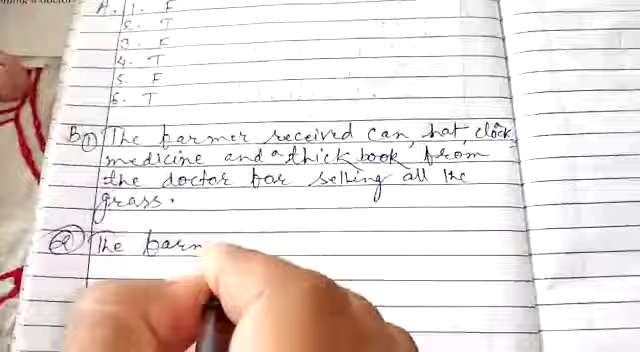 A. 1. F
2. T
3. F
4. T
5. F
6. T
B① The farmer received can, hat, clock,
medicine and a thick book from
the doctor for selling all the
grass.
② The farm